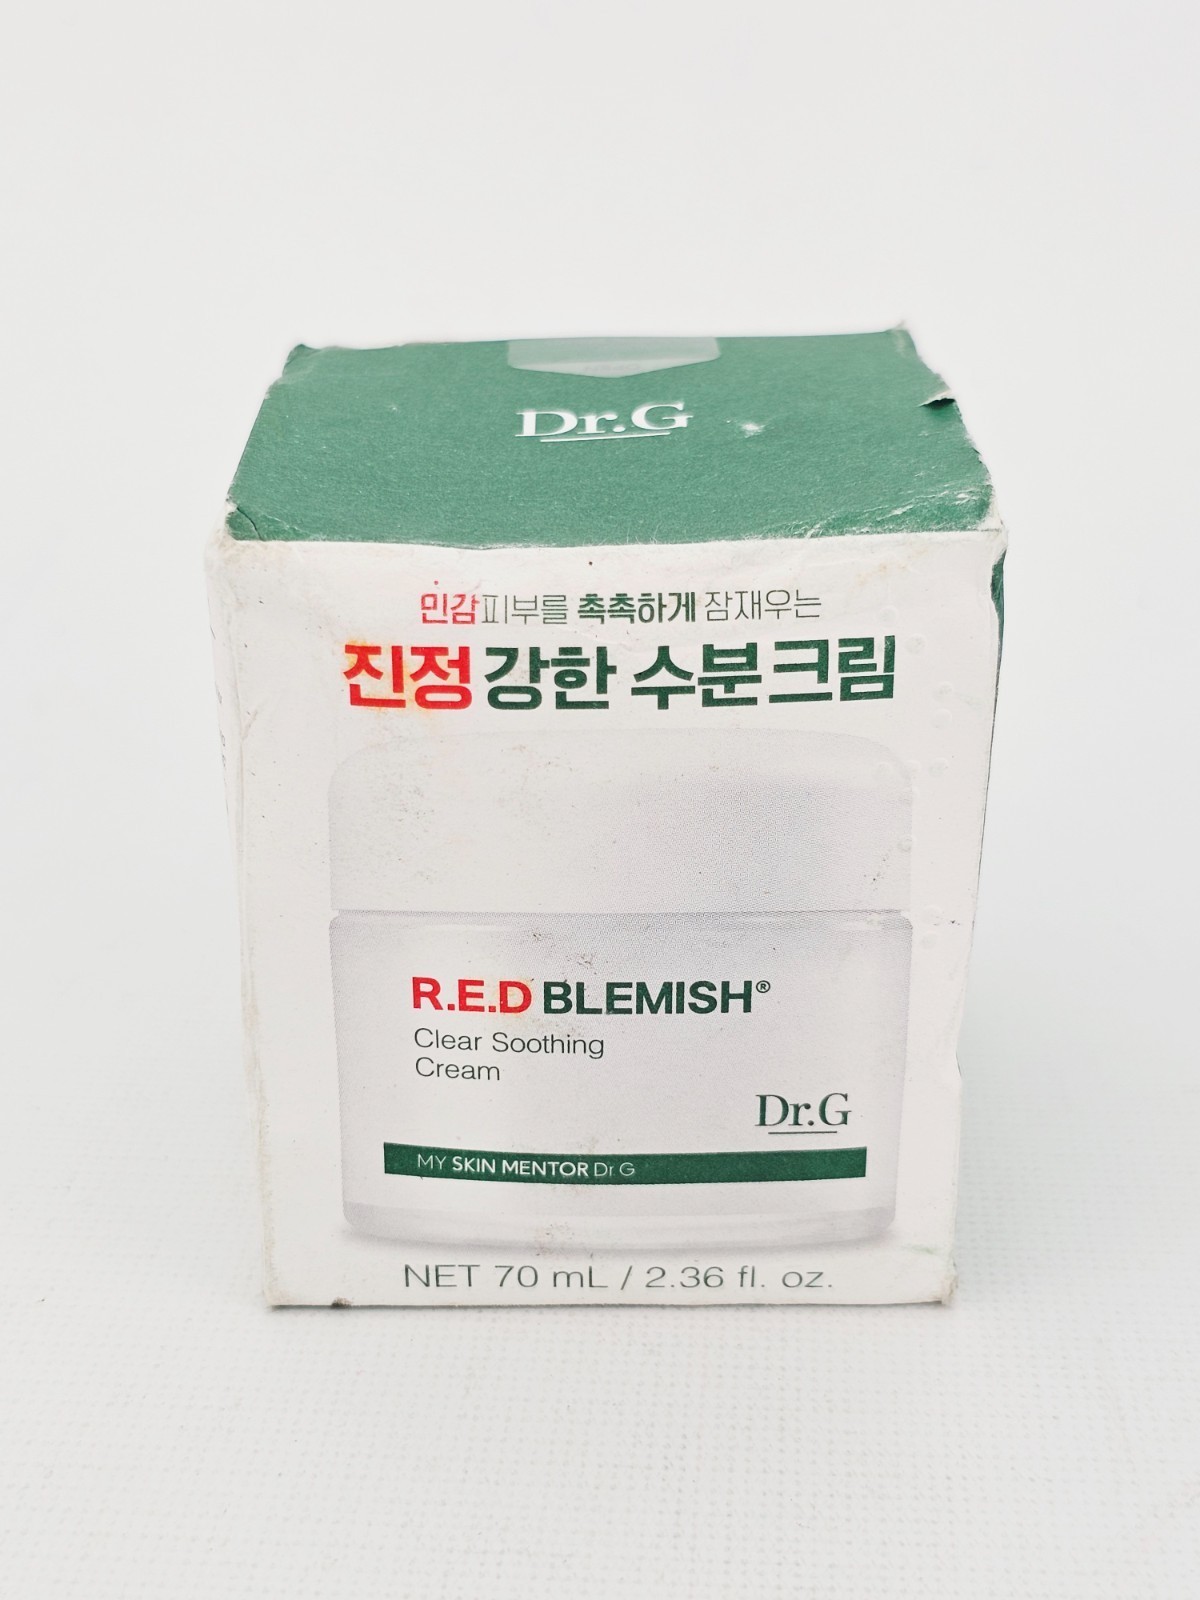 Dr.G
민감피부를 촉촉하게 잠재우는
진정 강한 수분크림
R.E.D BLEMISH®
Clear Soothing
Cream
Dr.G
MY SKIN MENTOR Dr.G
NET 70 mL / 2.36 fl. oz.